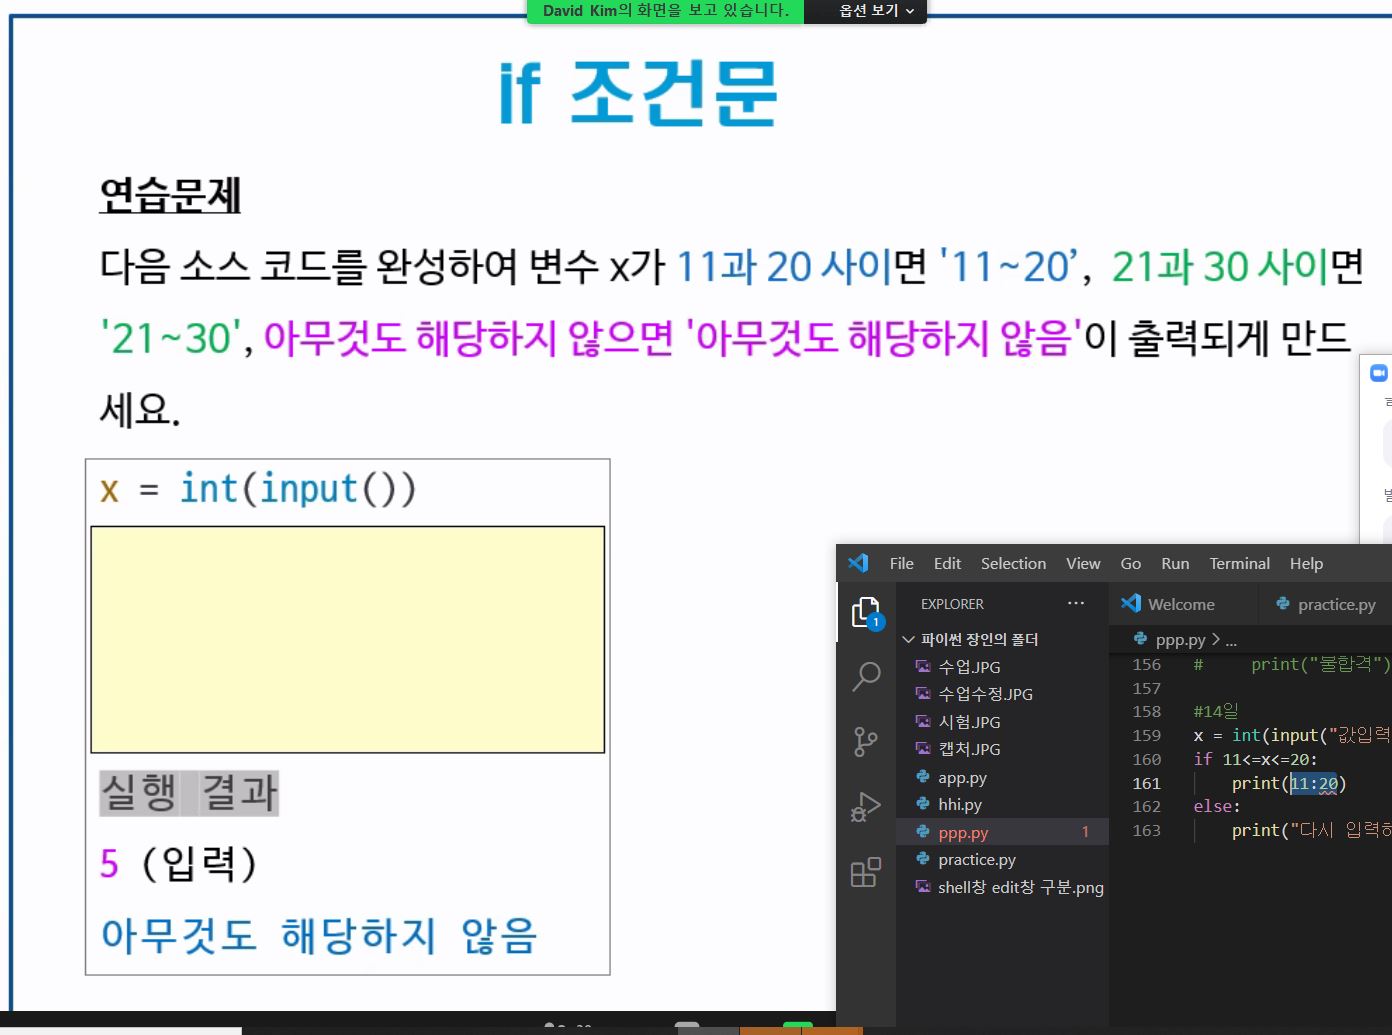 David Kim의 화면을 보고 있습니다. 옵션 보기
if 조건문
연습문제
다음 소스 코드를 완성하여 변수 x가 11과 20 사이면 '11~20’, 21과 30 사이면
'21~30', 아무것도 해당하지 않으면 '아무것도 해당하지 않음'이 출력되게 만드
세요.
x = int(input())
실행 결과
5 (입력)
아무것도 해당하지 않음
File Edit Selection View Go Run Terminal Help
EXPLORER ...
1
파이썬 장인의 폴더
수업.JPG
수업수정.JPG
시험.JPG
캡처.JPG
app.py
hhi.py
ppp.py 1
practice.py
shell창 edit창 구분.png
Welcome practice.py
ppp.py > ...
156 # print("불합격")
157
158 #14일
159 x = int(input("값입력
160 if 11<=x<=20:
161 print(11:20)
162 else:
163 print("다시 입력하